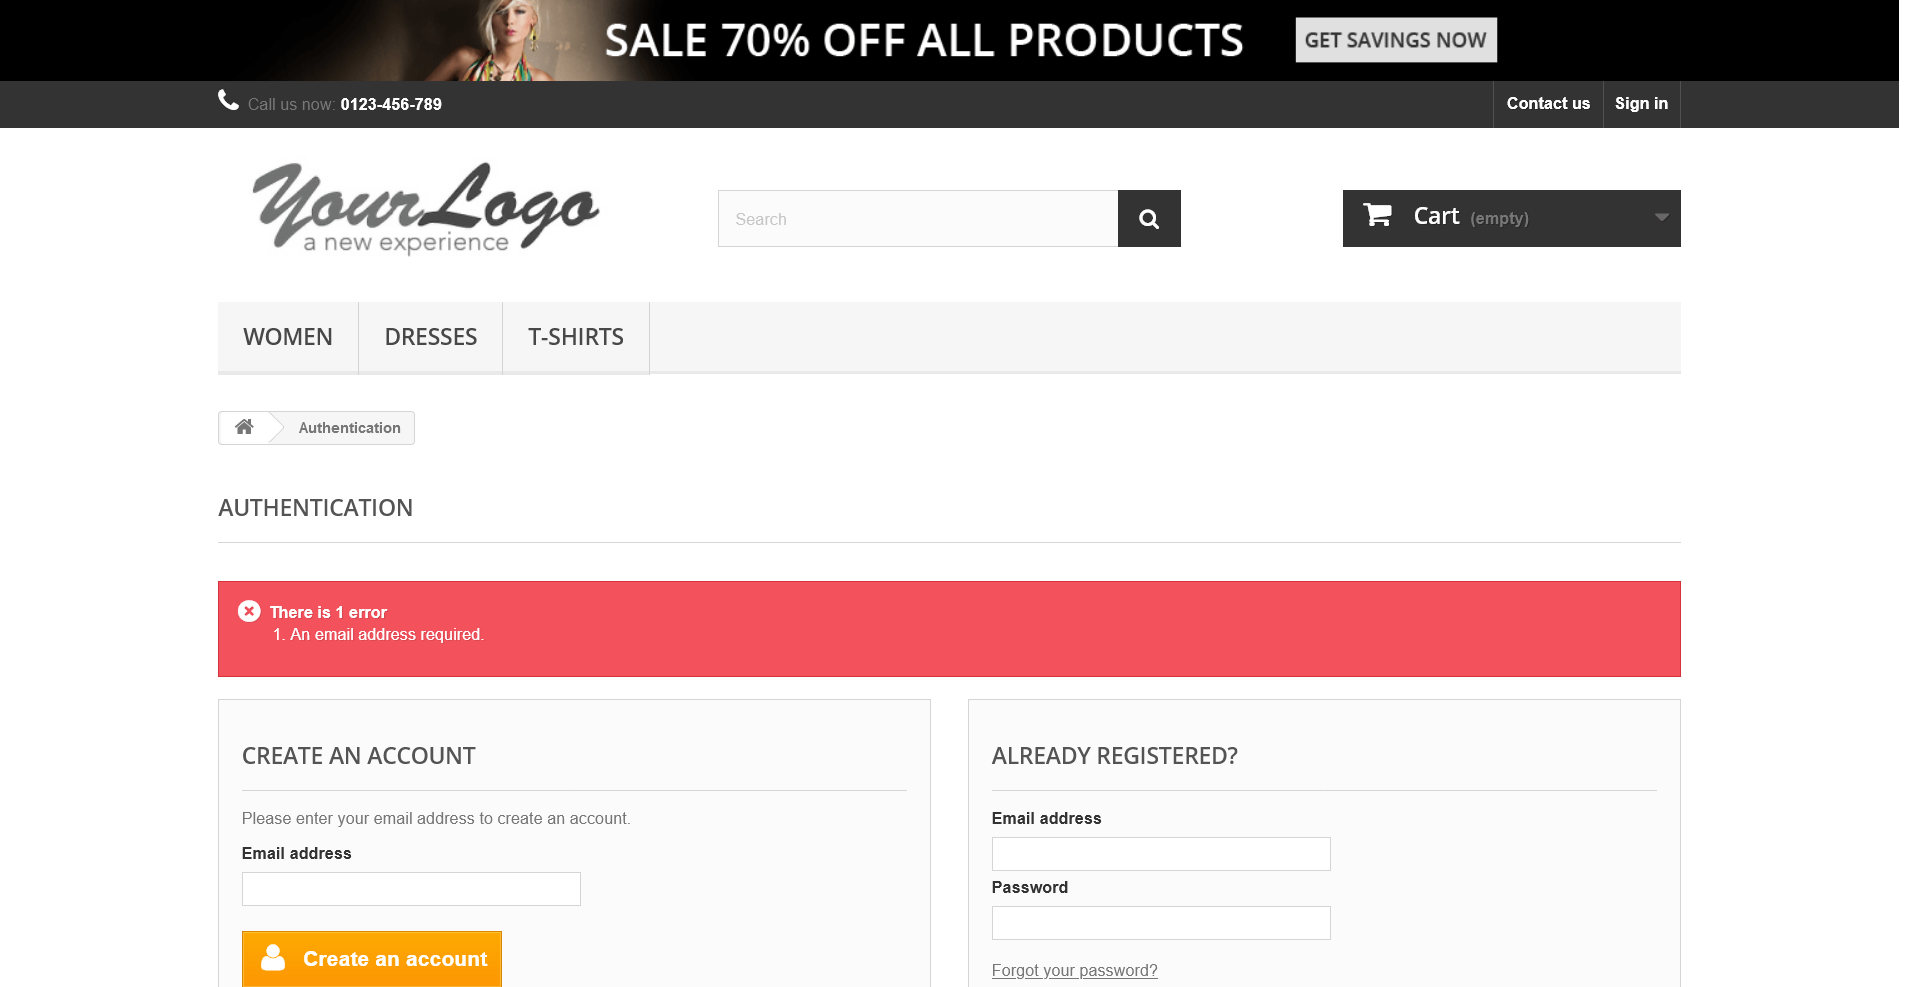 SALE 70% OFF ALL PRODUCTS GET SAVINGS NOW
Call us now: 0123-456-789
Contact us
Sign in
YourLogo
a new experience
Search
Cart (empty)
WOMEN
DRESSES
T-SHIRTS
Authentication
AUTHENTICATION
There is 1 error
1. An email address required.
CREATE AN ACCOUNT
Please enter your email address to create an account.
Email address
Create an account
ALREADY REGISTERED?
Email address
Password
Forgot your password?